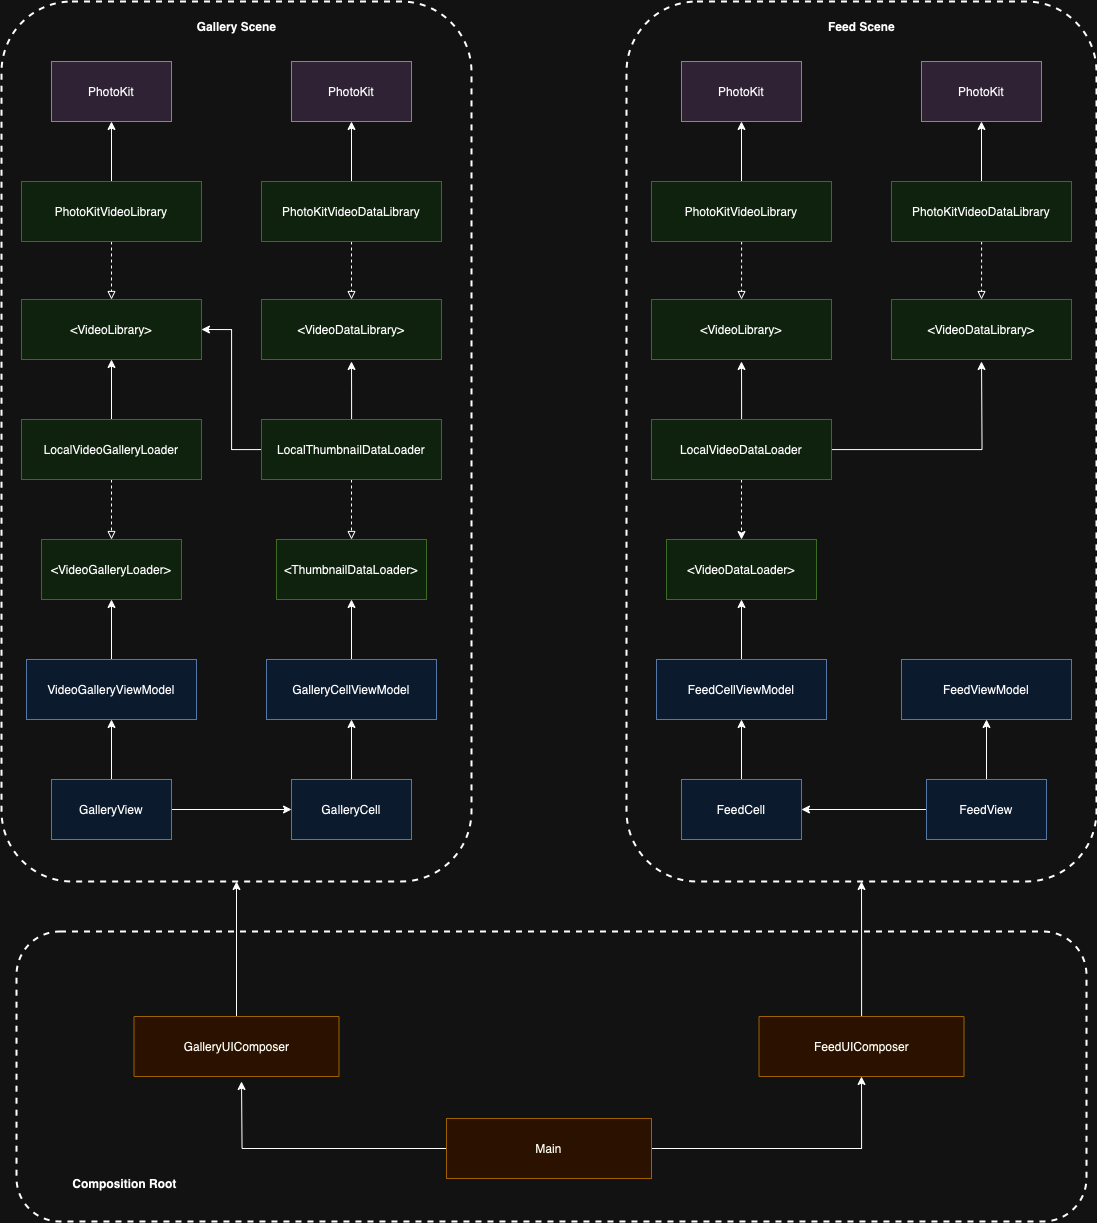 Gallery Scene
Feed Scene
PhotoKit
PhotoKit
PhotoKit
PhotoKit
PhotoKitVideoLibrary
PhotoKitVideoDataLibrary
PhotoKitVideoLibrary
PhotoKitVideoDataLibrary
<VideoLibrary>
<VideoDataLibrary>
<VideoLibrary>
<VideoDataLibrary>
LocalVideoGalleryLoader
LocalThumbnailDataLoader
LocalVideoDataLoader
<VideoGalleryLoader>
<ThumbnailDataLoader>
<VideoDataLoader>
VideoGalleryViewModel
GalleryCellViewModel
FeedCellViewModel
FeedViewModel
GalleryView
GalleryCell
FeedCell
FeedView
GalleryUIComposer
FeedUIComposer
Main
Composition Root